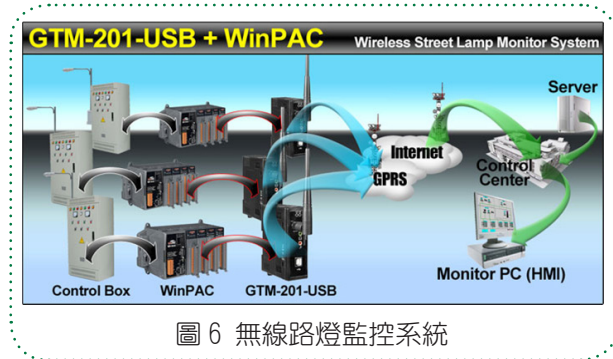 GTM-201-USB + WinPAC
Wireless Street Lamp Monitor System
Server
Internet
GPRS
Control
Center
Monitor PC (HMI)
Control Box
WinPAC
GTM-201-USB
圖 6 無線路燈監控系統